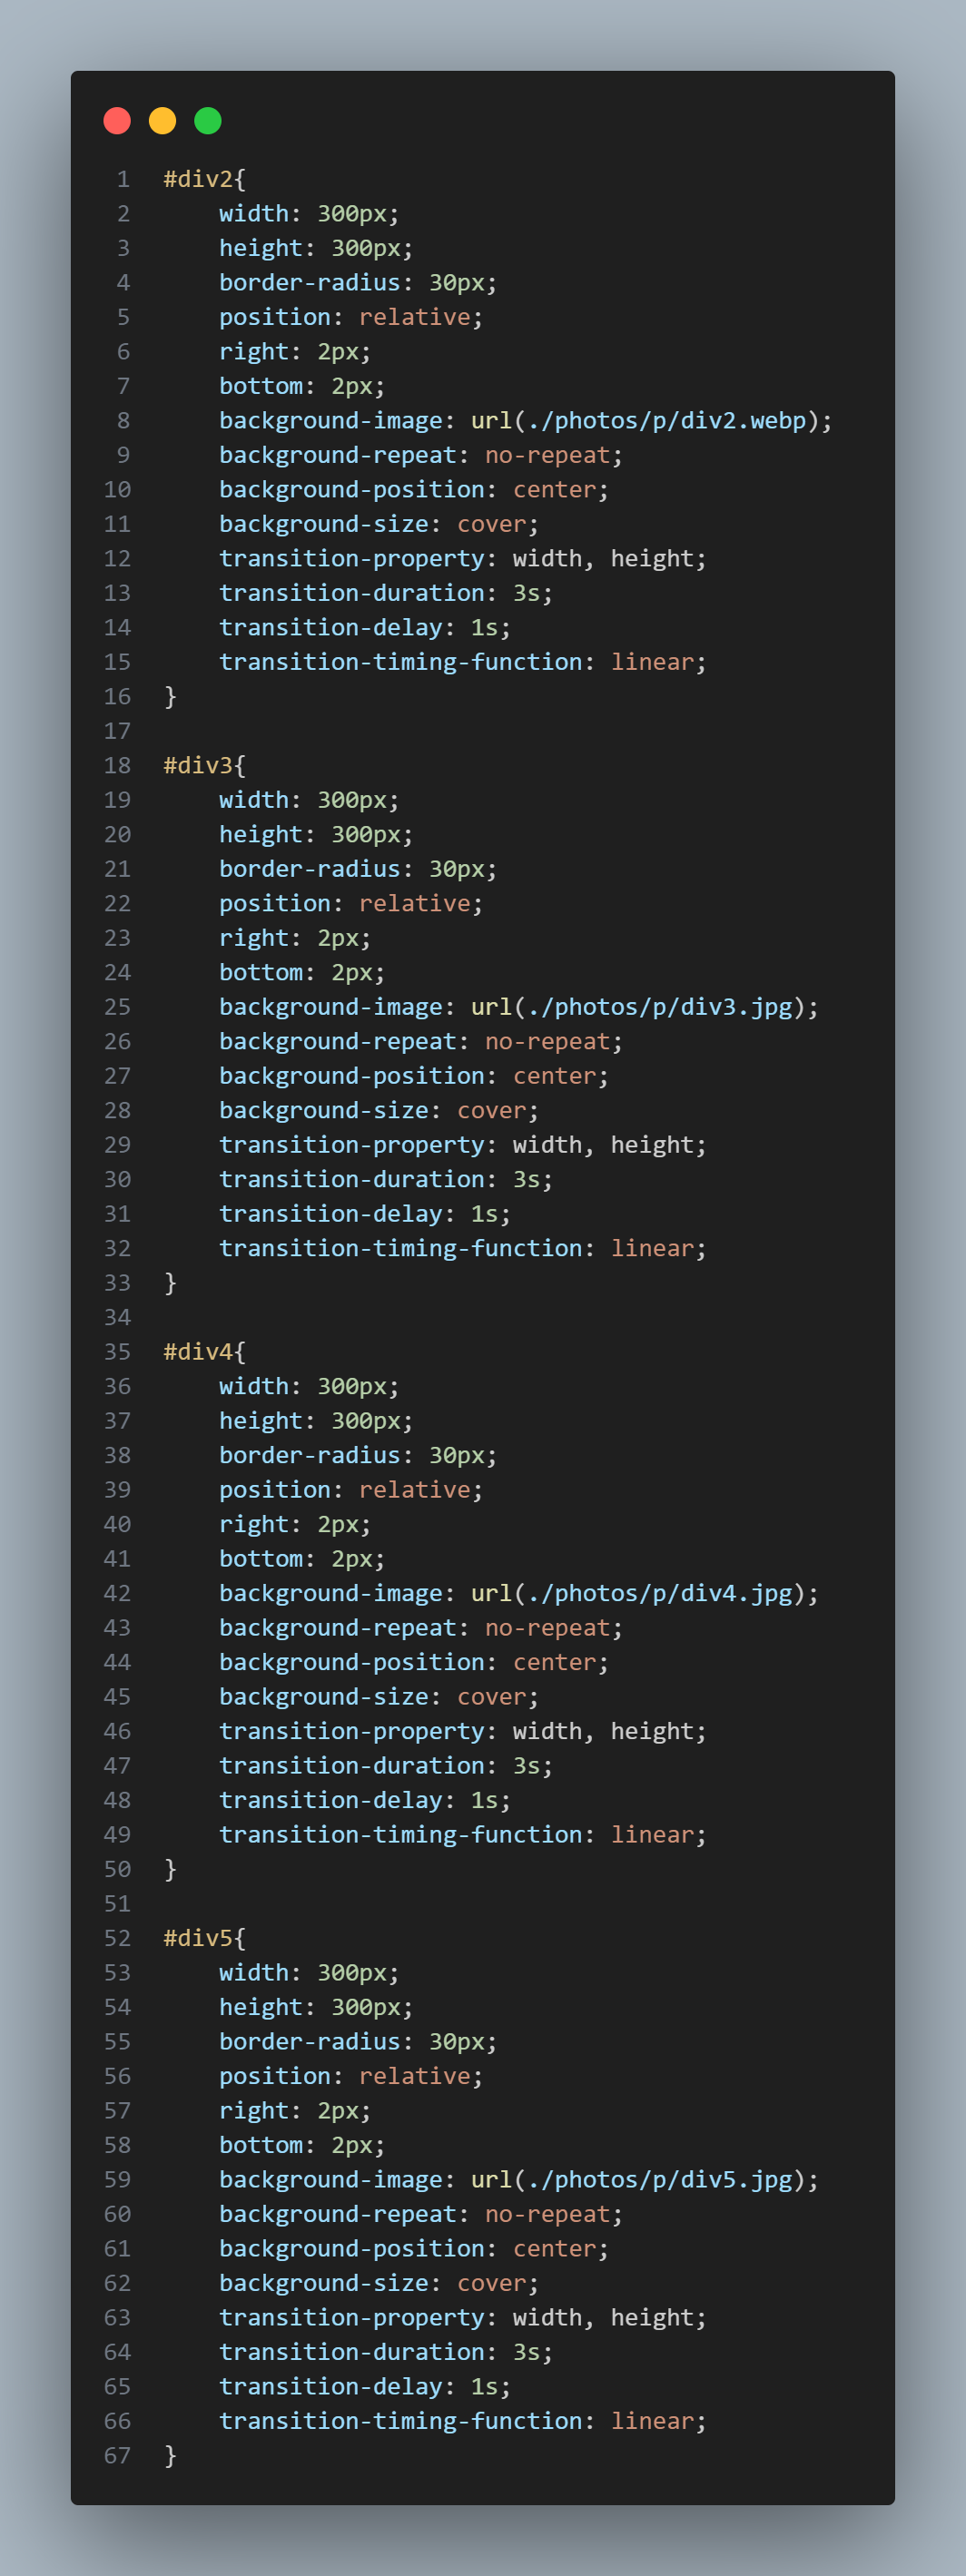 1 #div2{
2     width: 300px;
3     height: 300px;
4     border-radius: 30px;
5     position: relative;
6     right: 2px;
7     bottom: 2px;
8     background-image: url(./photos/p/div2.webp);
9     background-repeat: no-repeat;
10     background-position: center;
11     background-size: cover;
12     transition-property: width, height;
13     transition-duration: 3s;
14     transition-delay: 1s;
15     transition-timing-function: linear;
16 }
17
18 #div3{
19     width: 300px;
20     height: 300px;
21     border-radius: 30px;
22     position: relative;
23     right: 2px;
24     bottom: 2px;
25     background-image: url(./photos/p/div3.jpg);
26     background-repeat: no-repeat;
27     background-position: center;
28     background-size: cover;
29     transition-property: width, height;
30     transition-duration: 3s;
31     transition-delay: 1s;
32     transition-timing-function: linear;
33 }
34
35 #div4{
36     width: 300px;
37     height: 300px;
38     border-radius: 30px;
39     position: relative;
40     right: 2px;
41     bottom: 2px;
42     background-image: url(./photos/p/div4.jpg);
43     background-repeat: no-repeat;
44     background-position: center;
45     background-size: cover;
46     transition-property: width, height;
47     transition-duration: 3s;
48     transition-delay: 1s;
49     transition-timing-function: linear;
50 }
51
52 #div5{
53     width: 300px;
54     height: 300px;
55     border-radius: 30px;
56     position: relative;
57     right: 2px;
58     bottom: 2px;
59     background-image: url(./photos/p/div5.jpg);
60     background-repeat: no-repeat;
61     background-position: center;
62     background-size: cover;
63     transition-property: width, height;
64     transition-duration: 3s;
65     transition-delay: 1s;
66     transition-timing-function: linear;
67 }